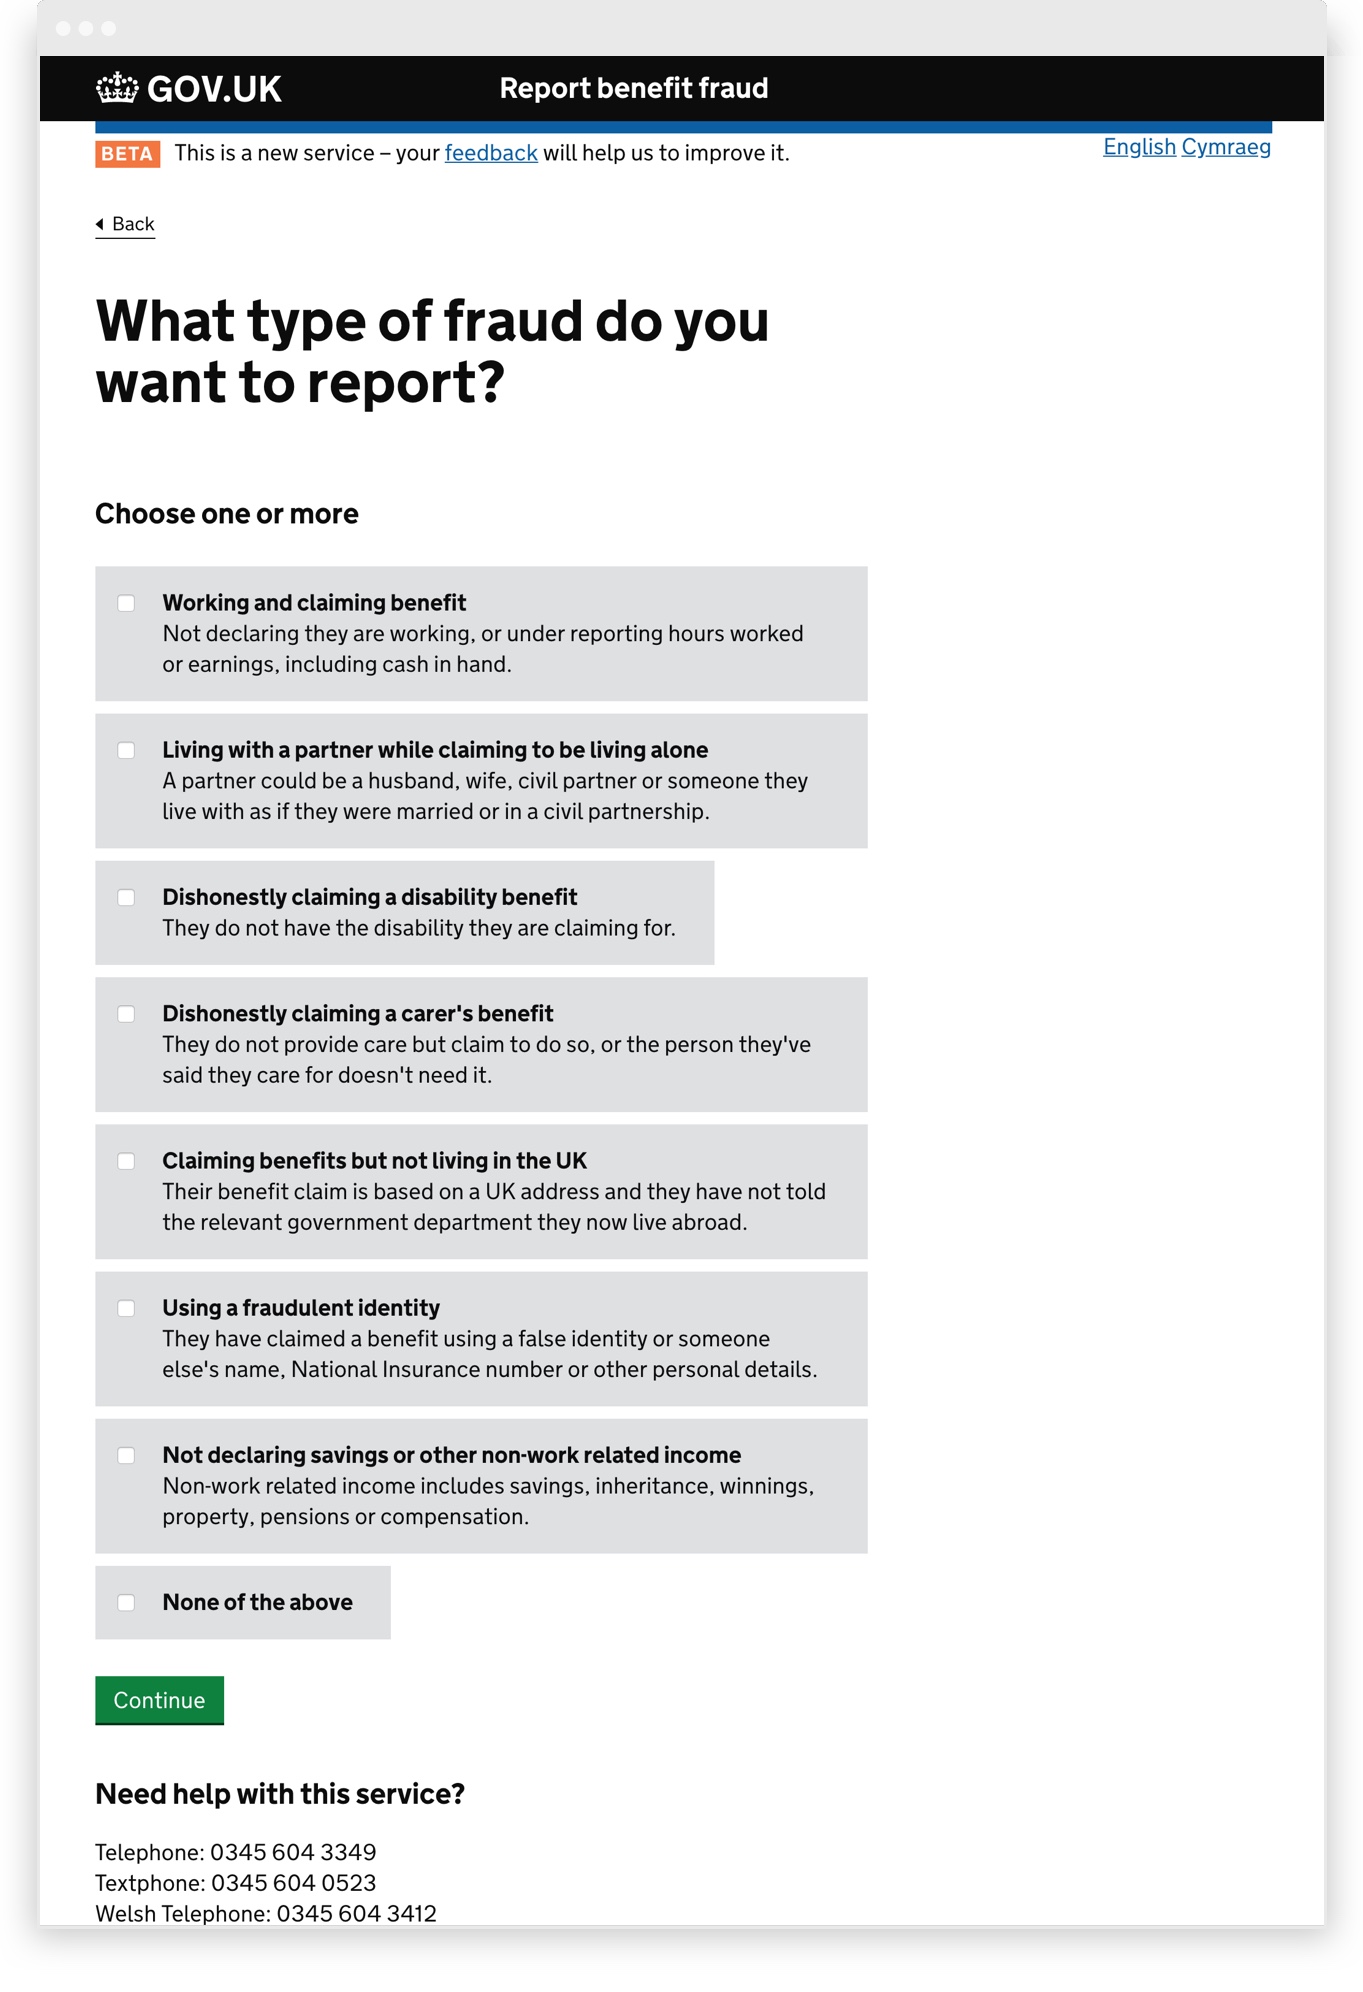 GOV.UK
Report benefit fraud
BETA This is a new service – your feedback will help us to improve it.
English Cymraeg
Back
What type of fraud do you
want to report?
Choose one or more
Working and claiming benefit
Not declaring they are working, or under reporting hours worked
or earnings, including cash in hand.
Living with a partner while claiming to be living alone
A partner could be a husband, wife, civil partner or someone they
live with as if they were married or in a civil partnership.
Dishonestly claiming a disability benefit
They do not have the disability they are claiming for.
Dishonestly claiming a carer's benefit
They do not provide care but claim to do so, or the person they've
said they care for doesn't need it.
Claiming benefits but not living in the UK
Their benefit claim is based on a UK address and they have not told
the relevant government department they now live abroad.
Using a fraudulent identity
They have claimed a benefit using a false identity or someone
else's name, National Insurance number or other personal details.
Not declaring savings or other non-work related income
Non-work related income includes savings, inheritance, winnings,
property, pensions or compensation.
None of the above
Continue
Need help with this service?
Telephone: 0345 604 3349
Textphone: 0345 604 0523
Welsh Telephone: 0345 604 3412